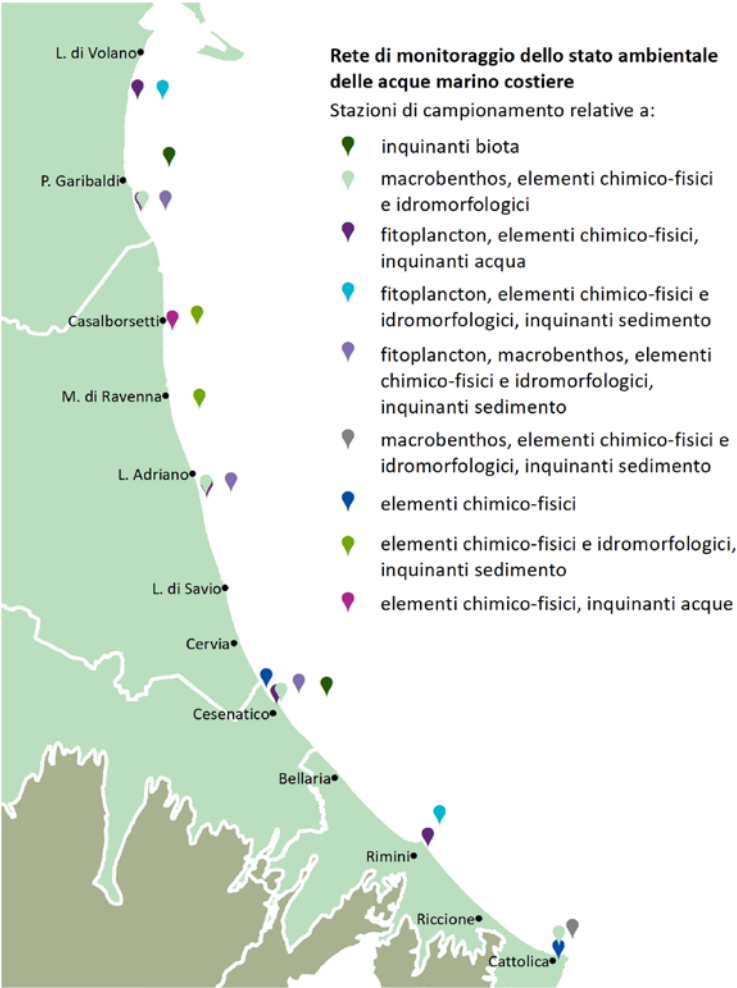 Rete di monitoraggio dello stato ambientale
delle acque marino costiere
Stazioni di campionamento relative a:
inquinanti biota
macrobenthos, elementi chimico-fisici
e idromorfologici
fitoplancton, elementi chimico-fisici,
inquinanti acqua
fitoplancton, elementi chimico-fisici e
idromorfologici, inquinanti sedimento
fitoplancton, macrobenthos, elementi
chimico-fisici e idromorfologici,
inquinanti sedimento
macrobenthos, elementi chimico-fisici e
idromorfologici, inquinanti sedimento
elementi chimico-fisici
elementi chimico-fisici e idromorfologici,
inquinanti sedimento
elementi chimico-fisici, inquinanti acque
L. di Volano
P. Garibaldi
Casalborsetti
M. di Ravenna
L. Adriano
L. di Savio
Cervia
Cesenatico
Bellaria
Rimini
Riccione
Cattolica